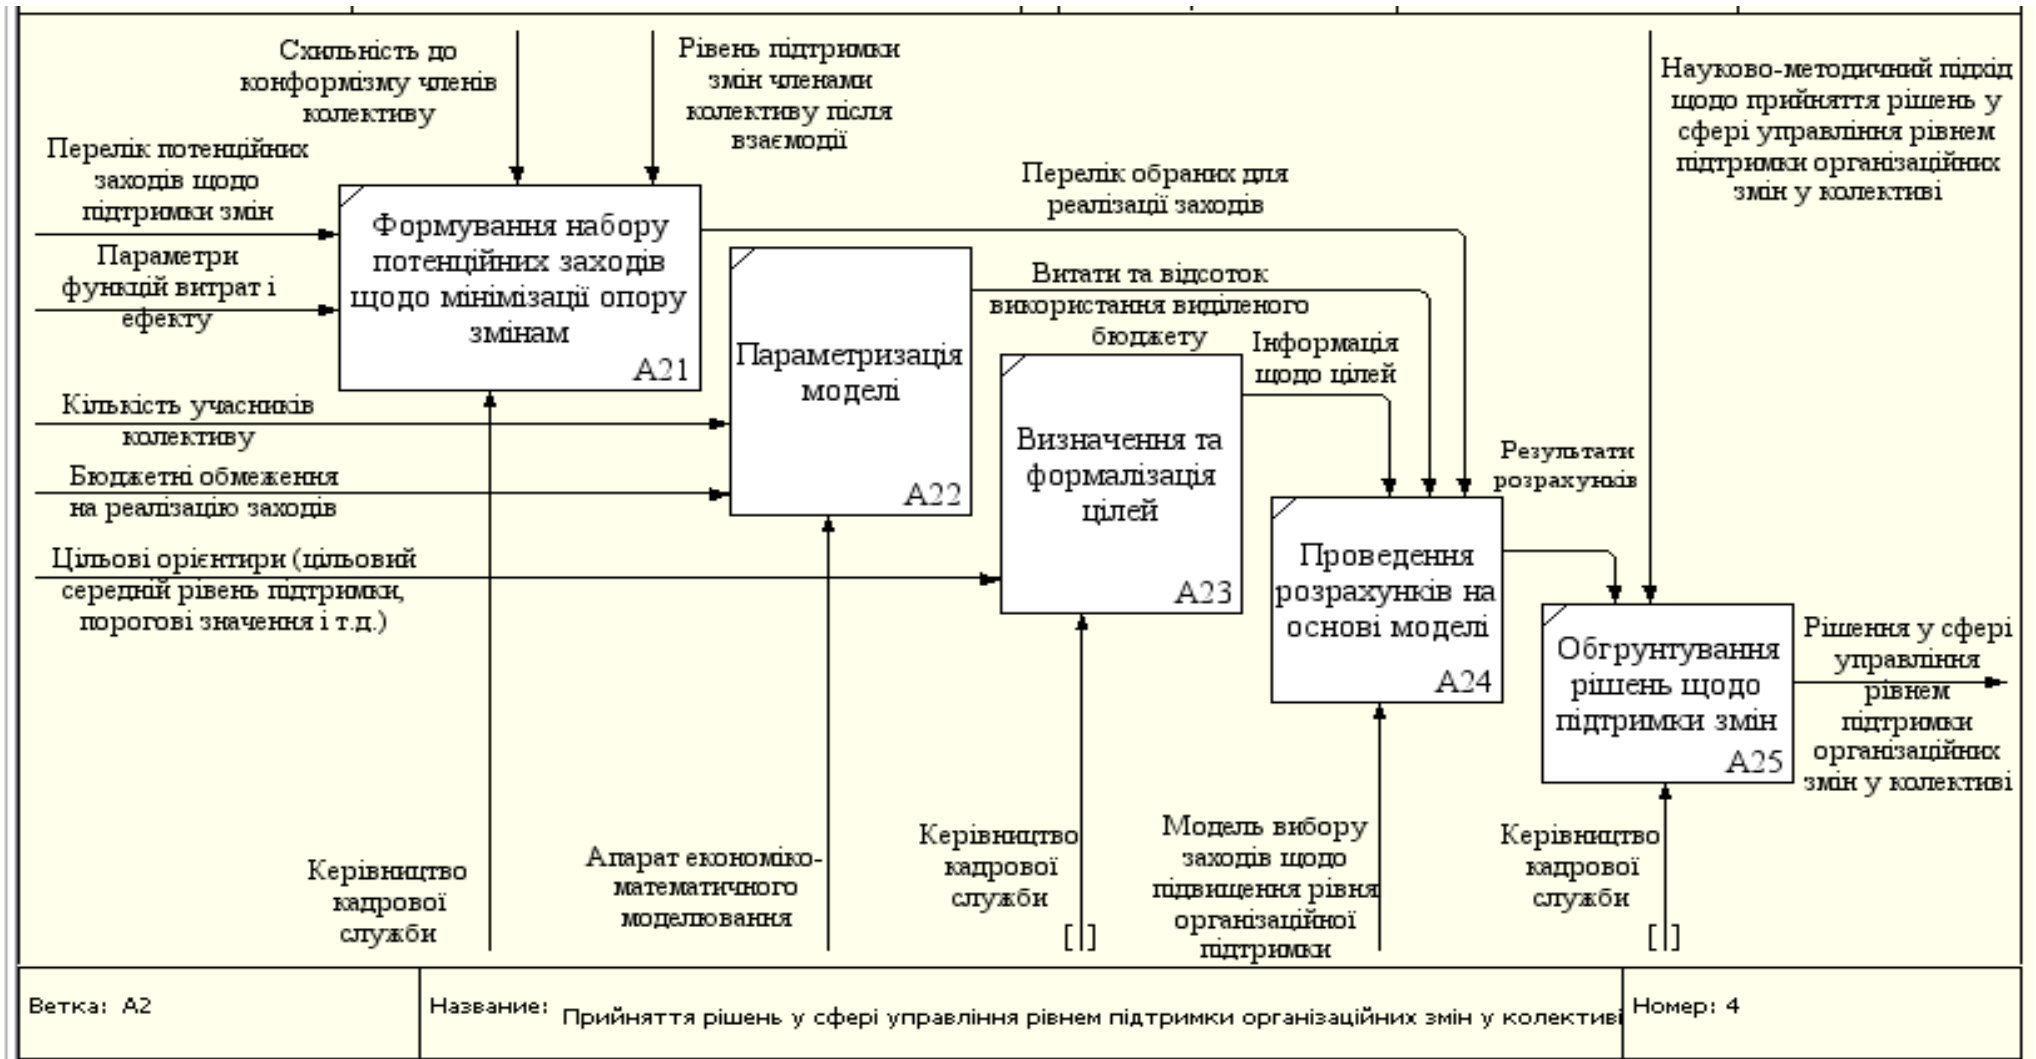 Схильність до
конформізму членів
колективу
Рівень підтримки
змін членами
колективу після
взаємодії
Науково-методичний підхід
щодо прийняття рішень у
сфері управління рівнем
підтримки організаційних
змін у колективі
Перелік потенційних
заходів щодо
підтримки змін
Параметри
функцій витрат і
ефекту
Формування набору
потенційних заходів
щодо мінімізації опору
змінам
A21
Перелік обраних для
реалізації заходів
Витати та відсоток
використання виділеного
бюджету
Інформація
щодо цілей
Кількість учасників
колективу
Бюджетні обмеження
на реалізацію заходів
Параметризація
моделі
A22
Цільові орієнтири (цільовий
середній рівень підтримки,
порогові значення і т.д.)
Визначення та
формалізація
цілей
A23
Результати
розрахунків
Проведення
розрахунків на
основі моделі
A24
Обгрунтування
рішень щодо
підтримки змін
A25
Рішення у сфері
управління
рівнем
підтримки
організаційних
змін у колективі
Керівництво
кадрової
служби
Апарат економіко-
математичного
моделювання
Керівництво
кадрової
служби
[ ]
Модель вибору
заходів щодо
підвищення рівня
організаційної
підтримки
Керівництво
кадрової
служби
[ ]
Ветка: A2
Название: Прийняття рішень у сфері управління рівнем підтримки організаційних змін у колективі
Номер: 4